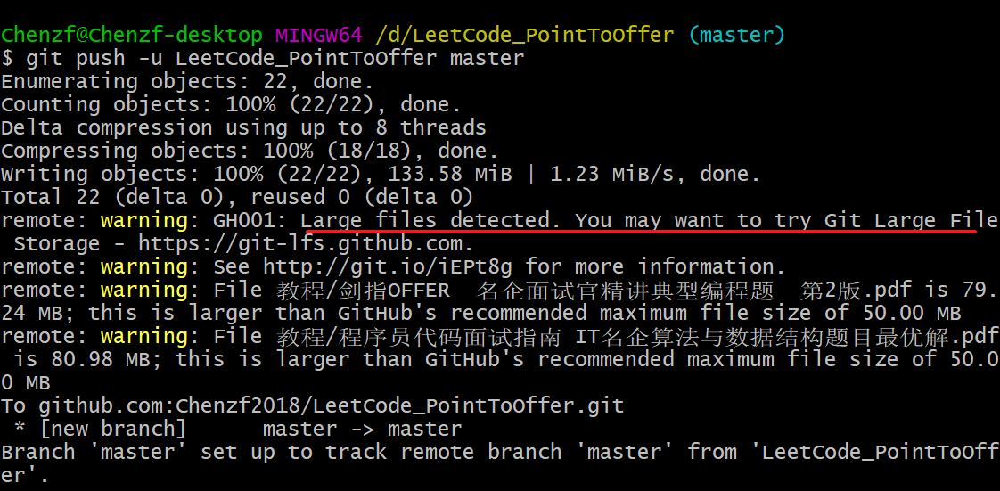 Chenzf@Chenzf-desktop MINGW64 /d/LeetCode_PointToOffer (master)
$ git push -u LeetCode_PointToOffer master
Enumerating objects: 22, done.
Counting objects: 100% (22/22), done.
Delta compression using up to 8 threads
Compressing objects: 100% (18/18), done.
Writing objects: 100% (22/22), 133.58 MiB | 1.23 MiB/s, done.
Total 22 (delta 0), reused 0 (delta 0)
remote: warning: GH001: Large files detected. You may want to try Git Large File
 Storage - https://git-lfs.github.com.
remote: warning: See http://git.io/iEPt8g for more information.
remote: warning: File 教程/剑指OFFER  名企面试官精讲典型编程题  第2版.pdf is 79.
24 MB; this is larger than GitHub's recommended maximum file size of 50.00 MB
remote: warning: File 教程/程序员代码面试指南 IT名企算法与数据结构题目最优解.pdf
 is 80.98 MB; this is larger than GitHub's recommended maximum file size of 50.0
0 MB
To github.com:Chenzf2018/LeetCode_PointToOffer.git
 * [new branch]      master -> master
Branch 'master' set up to track remote branch 'master' from 'LeetCode_PointToOff
er'.